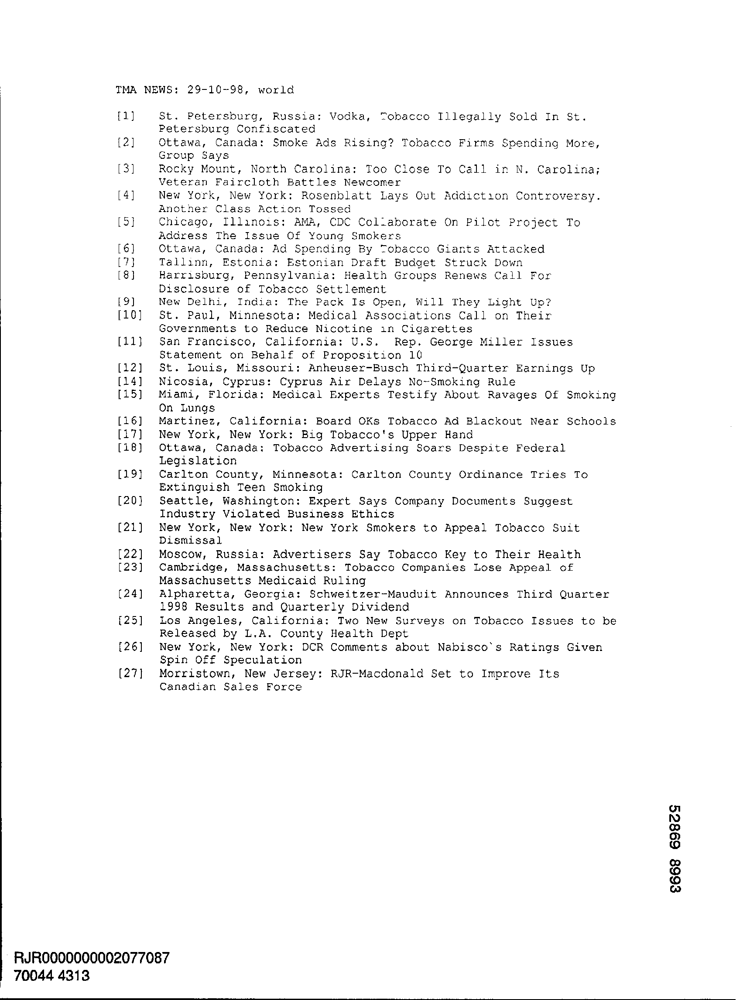 TMA NEWS: 29-10-98, world
[1] St. Petersburg, Russia: Vodka, Tobacco Illegally Sold In St.
Petersburg Confiscated
[2] Ottawa, Canada: Smoke Ads Rising? Tobacco Firms Spending More,
Group Says
[3] Rocky Mount, North Carolina: Too Close To Call in N. Carolina;
Veteran Faircloth Battles Newcomer
[4] New York, New York: Rosenblatt Lays Out Addiction Controversy.
Another Class Action Tossed
[5] Chicago, Illinois: AMA, CDC Collaborate On Pilot Project To
Address The Issue Of Young Smokers
[6] Ottawa, Canada: Ad Spending By Tobacco Giants Attacked
[7] Tallinn, Estonia: Estonian Draft Budget Struck Down
[8] Harrisburg, Pennsylvania: Health Groups Renews Call For
Disclosure of Tobacco Settlement
[9] New Delhi, India: The Pack Is Open, Will They Light Up?
[10] St. Paul, Minnesota: Medical Associations Call on Their
Governments to Reduce Nicotine in Cigarettes
[11] San Francisco, California: U.S. Rep. George Miller Issues
Statement on Behalf of Proposition 10
[12] St. Louis, Missouri: Anheuser-Busch Third-Quarter Earnings Up
[14] Nicosia, Cyprus: Cyprus Air Delays No-Smoking Rule
[15] Miami, Florida: Medical Experts Testify About Ravages Of Smoking
On Lungs
[16] Martinez, California: Board OKs Tobacco Ad Blackout Near Schools
[17] New York, New York: Big Tobacco's Upper Hand
[18] Ottawa, Canada: Tobacco Advertising Soars Despite Federal
Legislation
[19] Carlton County, Minnesota: Carlton County Ordinance Tries To
Extinguish Teen Smoking
[20] Seattle, Washington: Expert Says Company Documents Suggest
Industry Violated Business Ethics
[21] New York, New York: New York Smokers to Appeal Tobacco Suit
Dismissal
[22] Moscow, Russia: Advertisers Say Tobacco Key to Their Health
[23] Cambridge, Massachusetts: Tobacco Companies Lose Appeal of
Massachusetts Medicaid Ruling
[24] Alpharetta, Georgia: Schweitzer-Mauduit Announces Third Quarter
1998 Results and Quarterly Dividend
[25] Los Angeles, California: Two New Surveys on Tobacco Issues to be
Released by L.A. County Health Dept
[26] New York, New York: DCR Comments about Nabisco`s Ratings Given
Spin Off Speculation
[27] Morristown, New Jersey: RJR-Macdonald Set to Improve Its
Canadian Sales Force
52869 8993
RJR0000000002077087
70044 4313